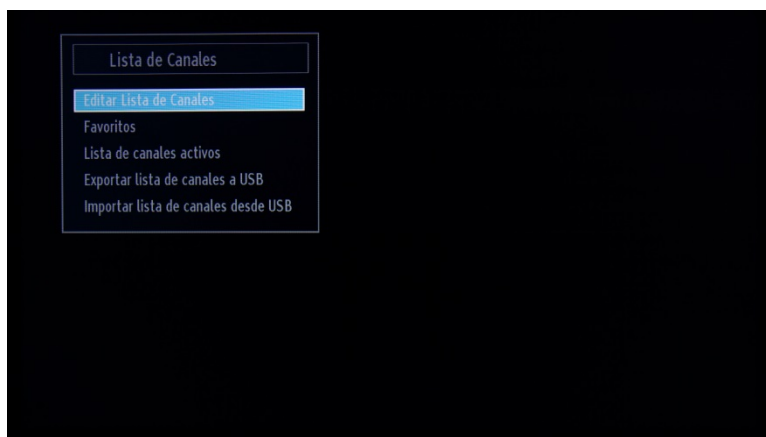 Lista de Canales
Editar Lista de Canales
Favoritos
Lista de canales activos
Exportar lista de canales a USB
Importar lista de canales desde USB